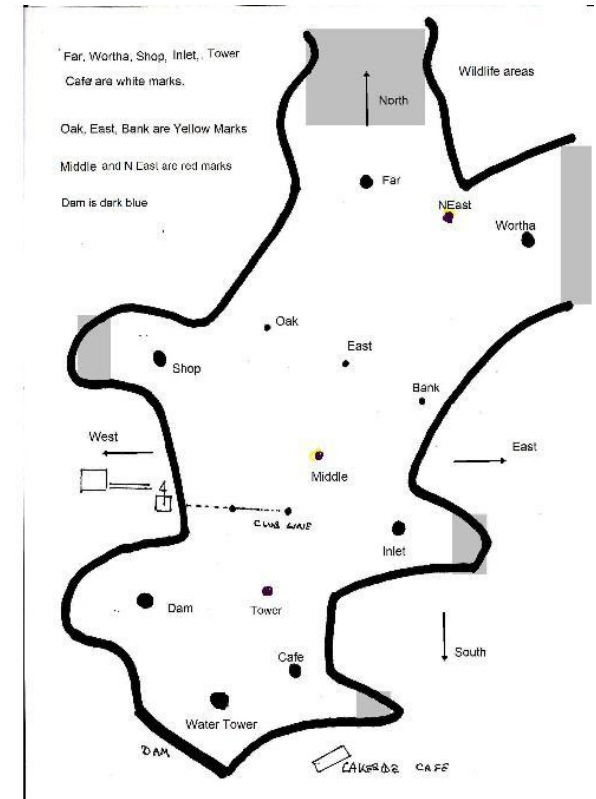 Far, Wortha, Shop, Inlet,. Tower
Cafe are white marks.
Wildlife areas
North
Oak, East, Bank are Yellow Marks
Middle and N East are red marks
Dam is dark blue
Far
NEast
Wortha
Oak
East
Shop
Bank
West
East
Middle
4
CLUB LINE
Inlet
Dam
Tower
South
Cafe
Water Tower
DAM
LAKESIDE CAFE